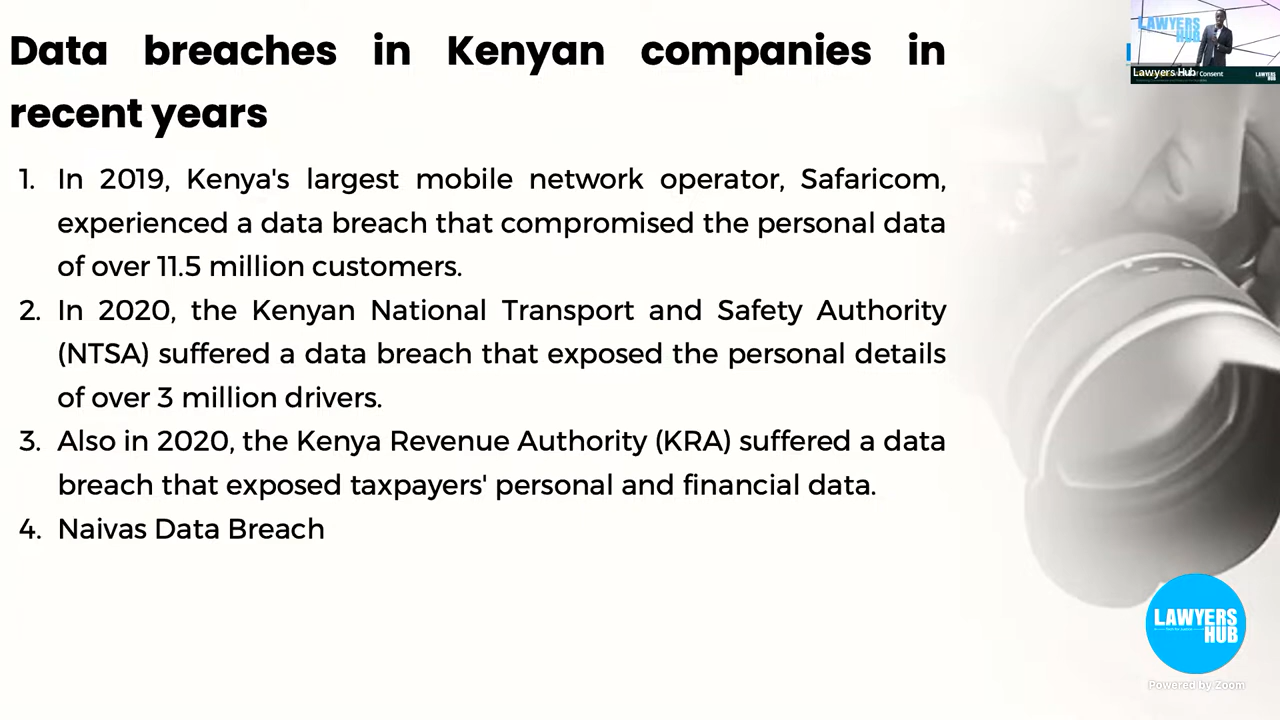 Data breaches in Kenyan companies in
recent years
1. In 2019, Kenya's largest mobile network operator, Safaricom,
experienced a data breach that compromised the personal data
of over 11.5 million customers.
2. In 2020, the Kenyan National Transport and Safety Authority
(NTSA) suffered a data breach that exposed the personal details
of over 3 million drivers.
3. Also in 2020, the Kenya Revenue Authority (KRA) suffered a data
breach that exposed taxpayers' personal and financial data.
4. Naivas Data Breach
LAWYERS
HUB
Lawyers Hub
Consent
LAWYERS
HUB
LAWYERS
HUB
Powered by Zoom